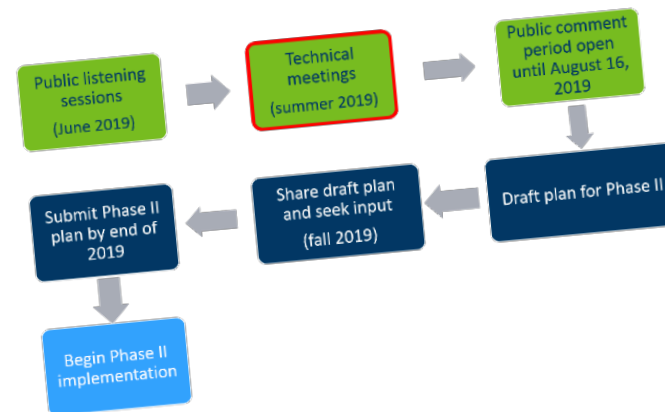 Public listening
sessions
(June 2019)
Technical
meetings
(summer 2019)
Public comment
period open
until August 16,
2019
Draft plan for Phase II
Share draft plan
and seek input
(fall 2019)
Submit Phase II
plan by end of
2019
Begin Phase II
implementation